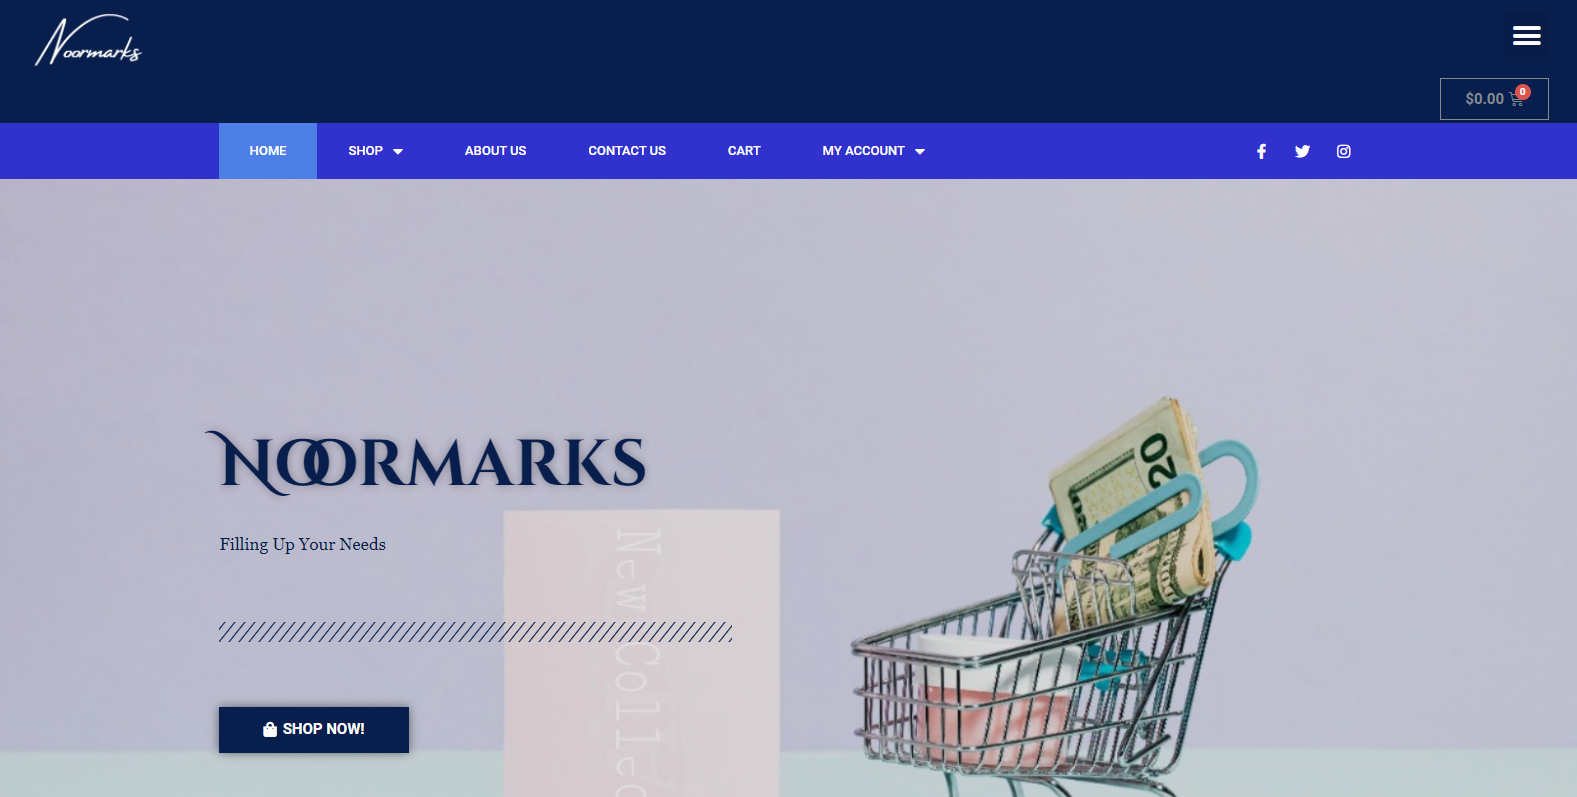 Noormarks
$0.00 0
HOME SHOP ABOUT US CONTACT US CART MY ACCOUNT
NOORMARKS
20
Filling Up Your Needs
New Collec
SHOP NOW!